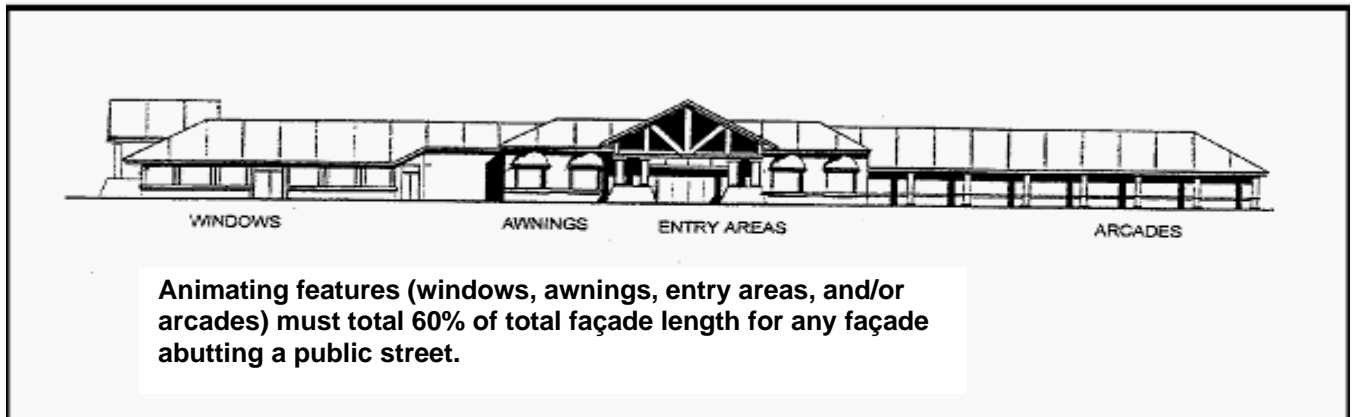 WINDOWS AWNINGS ENTRY AREAS ARCADES
Animating features (windows, awnings, entry areas, and/or
arcades) must total 60% of total façade length for any façade
abutting a public street.